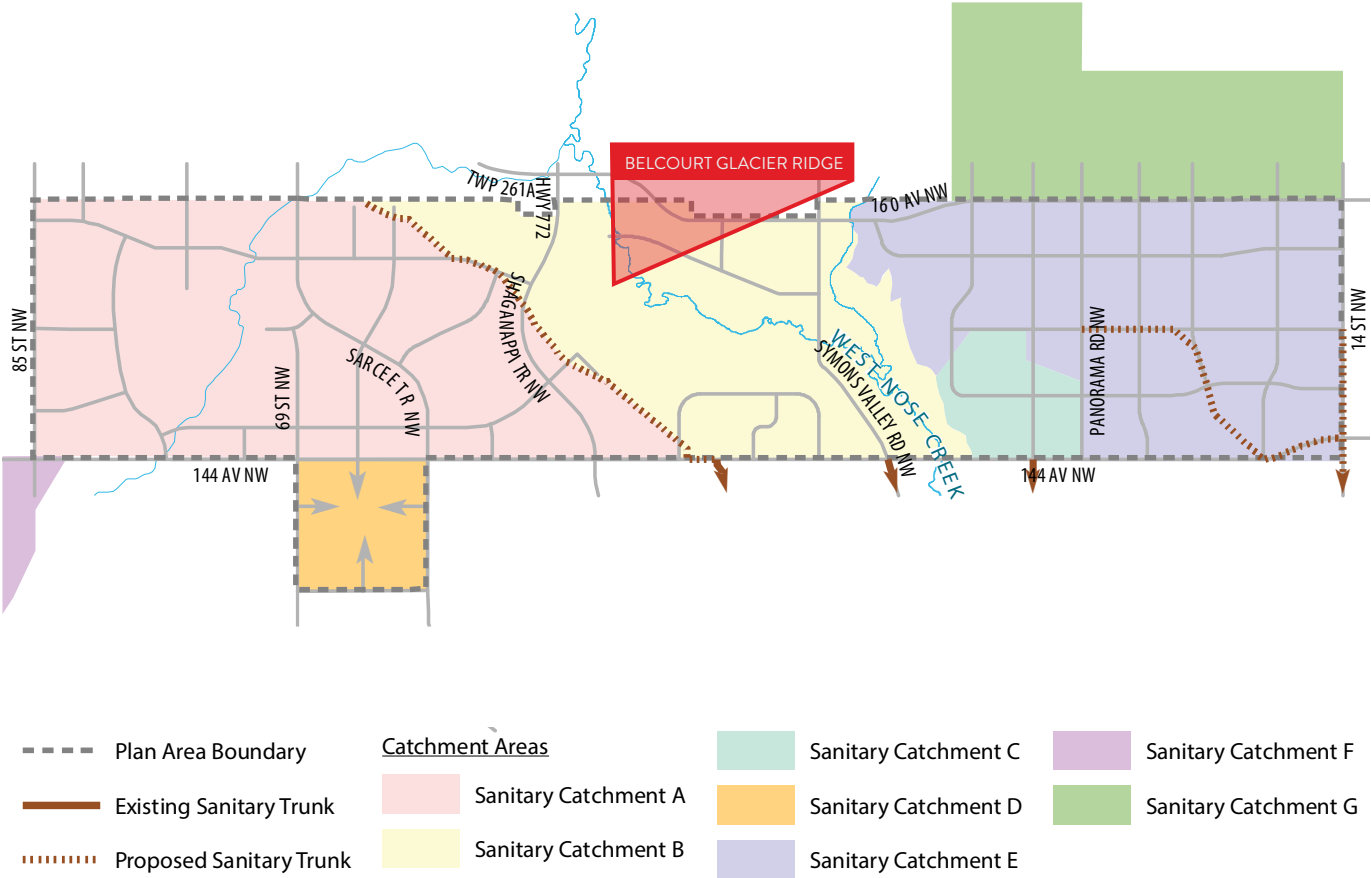 BELCOURT GLACIER RIDGE
TWP 261A
HWY 772
160 AV NW
85 ST NW
14 ST NW
SHAGANAPPI TR NW
SARCEE TR NW
69 ST NW
PANORAMA RD NW
WEST NOSE CREEK
SYMONS VALLEY RD NW
144 AV NW
144 AV NW
Plan Area Boundary
Existing Sanitary Trunk
Proposed Sanitary Trunk
Catchment Areas
Sanitary Catchment A
Sanitary Catchment B
Sanitary Catchment C
Sanitary Catchment D
Sanitary Catchment E
Sanitary Catchment F
Sanitary Catchment G